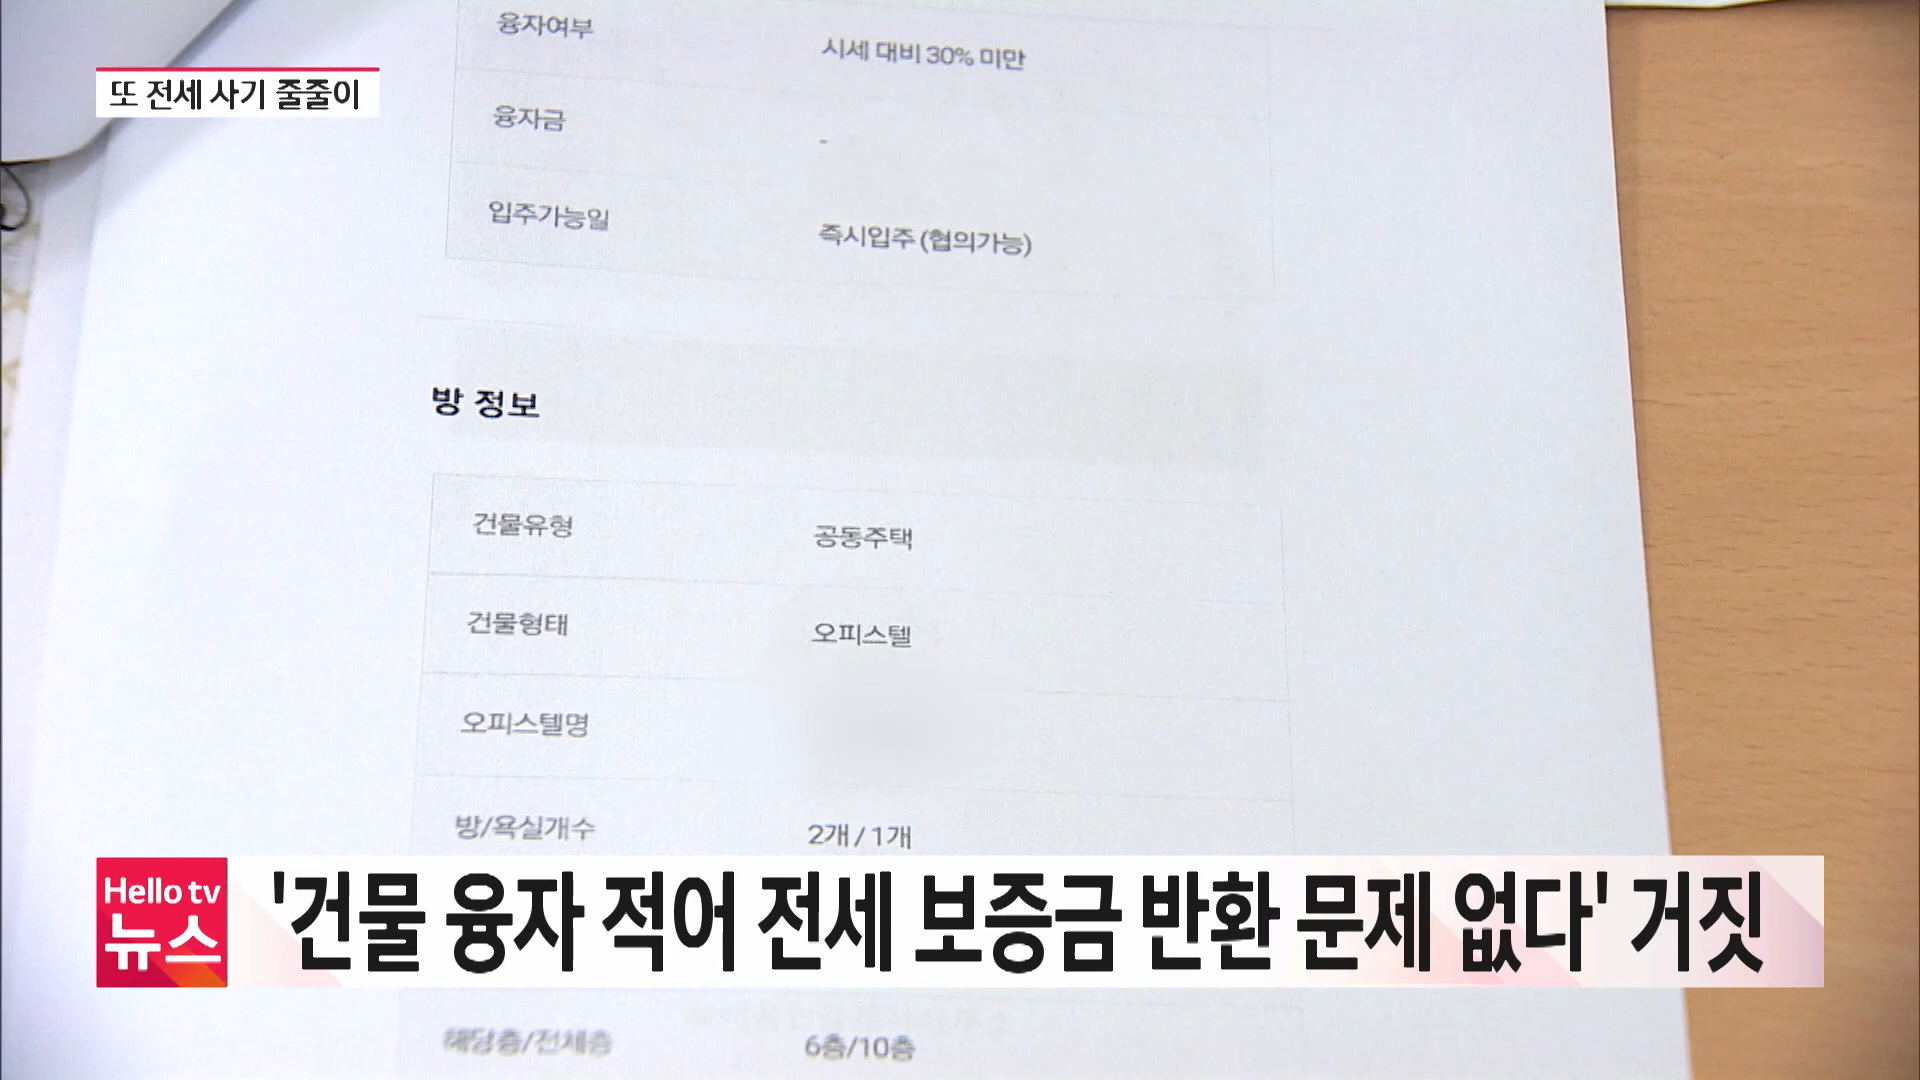 융자여부
시세 대비 30% 미만
또 전세 사기 줄줄이
융자금
-
입주가능일
즉시입주 (협의가능)
방 정보
건물유형
공동주택
건물형태
오피스텔
오피스텔명
방/욕실개수
2개 / 1개
Hello tv
뉴스
'건물 융자 적어 전세 보증금 반환 문제 없다' 거짓
해당층/전체층
6층/10층